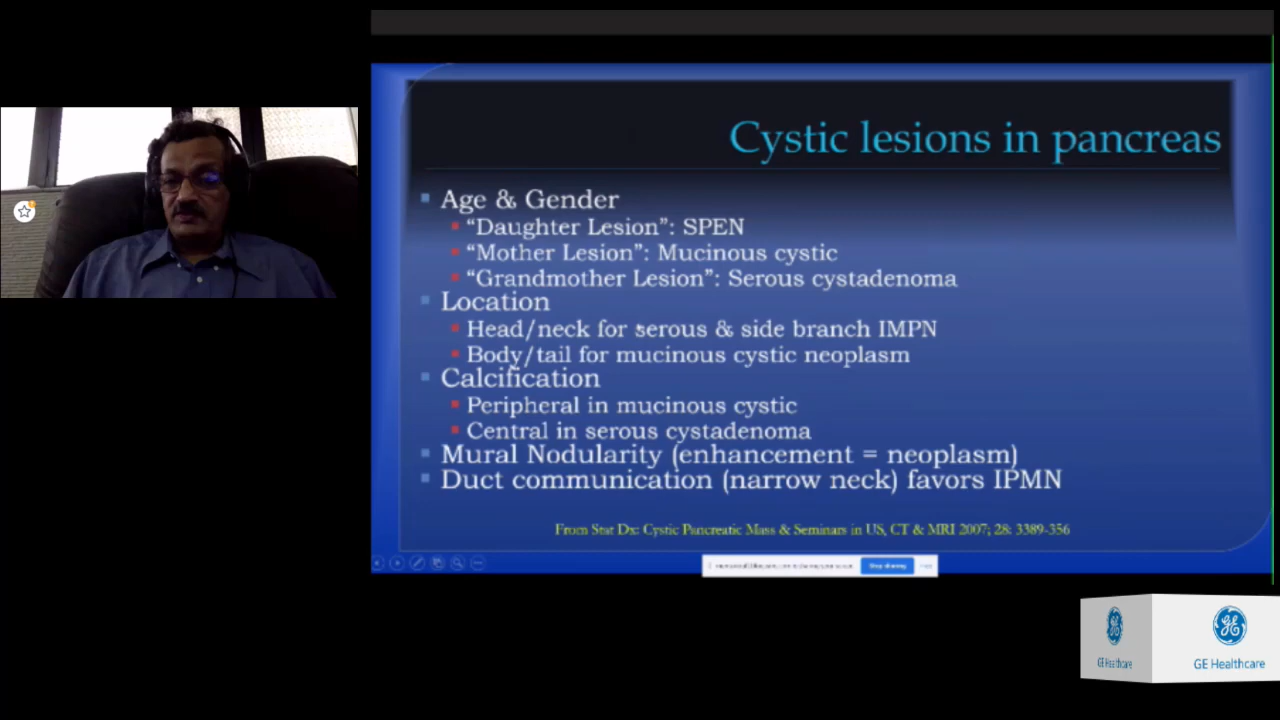 Cystic lesions in pancreas
Age & Gender
“Daughter Lesion”: SPEN
“Mother Lesion”: Mucinous cystic
“Grandmother Lesion”: Serous cystadenoma
Location
Head/neck for serous & side branch IMPN
Body/tail for mucinous cystic neoplasm
Calcification
Peripheral in mucinous cystic
Central in serous cystadenoma
Mural Nodularity (enhancement = neoplasm)
Duct communication (narrow neck) favors IPMN
From Stat Dx: Cystic Pancreatic Mass & Seminars in US, CT & MRI 2007; 28: 3389-356
Stop sharing
GE Healthcare
GE Healthcare